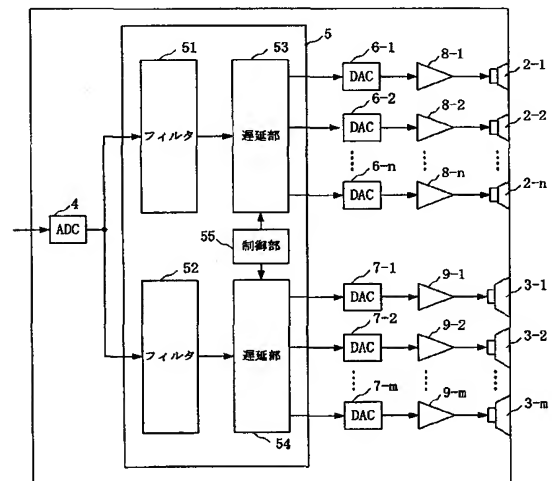 51
53
5
6-1
8-1
2-1
フィルタ
遅延部
DAC
6-2
8-2
2-2
DAC
6-n
8-n
2-n
DAC
4
ADC
55
制御部
52
7-1
9-1
3-1
フィルタ
遅延部
DAC
7-2
9-2
3-2
DAC
7-m
9-m
3-m
DAC
54